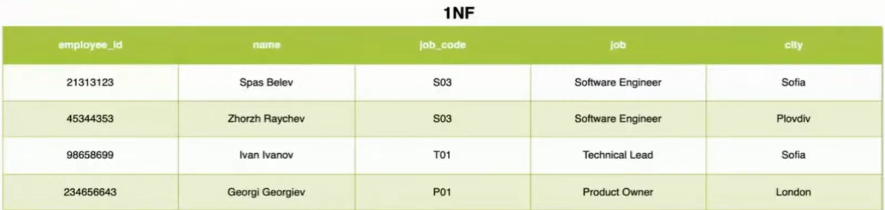 1NF
employee_id name job_code job city
21313123 Spas Belev S03 Software Engineer Sofia
45344353 Zhorzh Raychev S03 Software Engineer Plovdiv
98658699 Ivan Ivanov T01 Technical Lead Sofia
234656643 Georgi Georgiev P01 Product Owner London